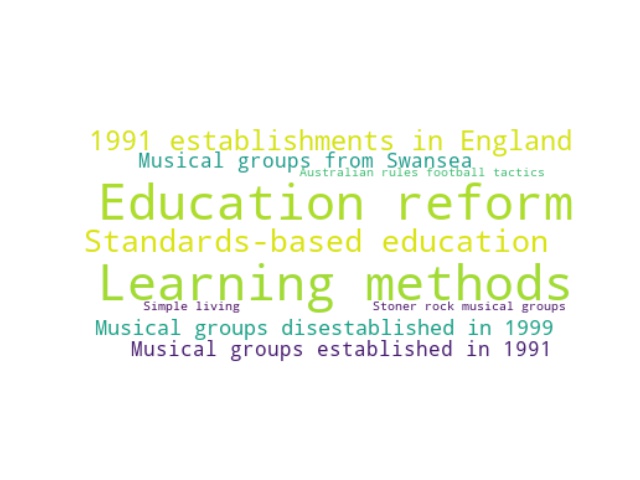 1991 establishments in England
Musical groups from Swansea
Australian rules football tactics
Education reform
Standards-based education
Learning methods
Simple living
Stoner rock musical groups
Musical groups disestablished in 1999
Musical groups established in 1991